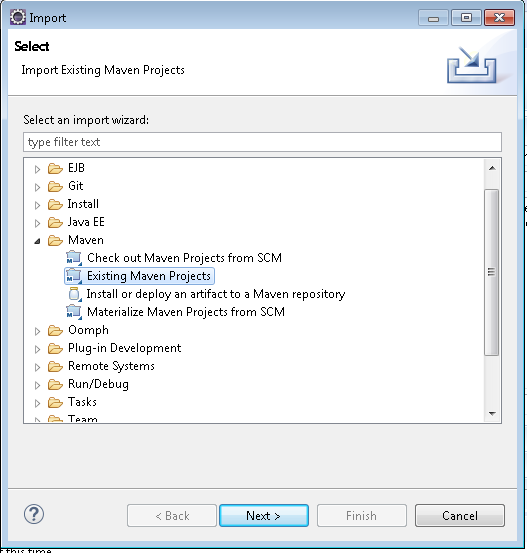 Import
Select
Import Existing Maven Projects
Select an import wizard:
type filter text
EJB
Git
Install
Java EE
Maven
Check out Maven Projects from SCM
Existing Maven Projects
Install or deploy an artifact to a Maven repository
Materialize Maven Projects from SCM
Oomph
Plug-in Development
Remote Systems
Run/Debug
Tasks
Team
< Back
Next >
Finish
Cancel
t this time